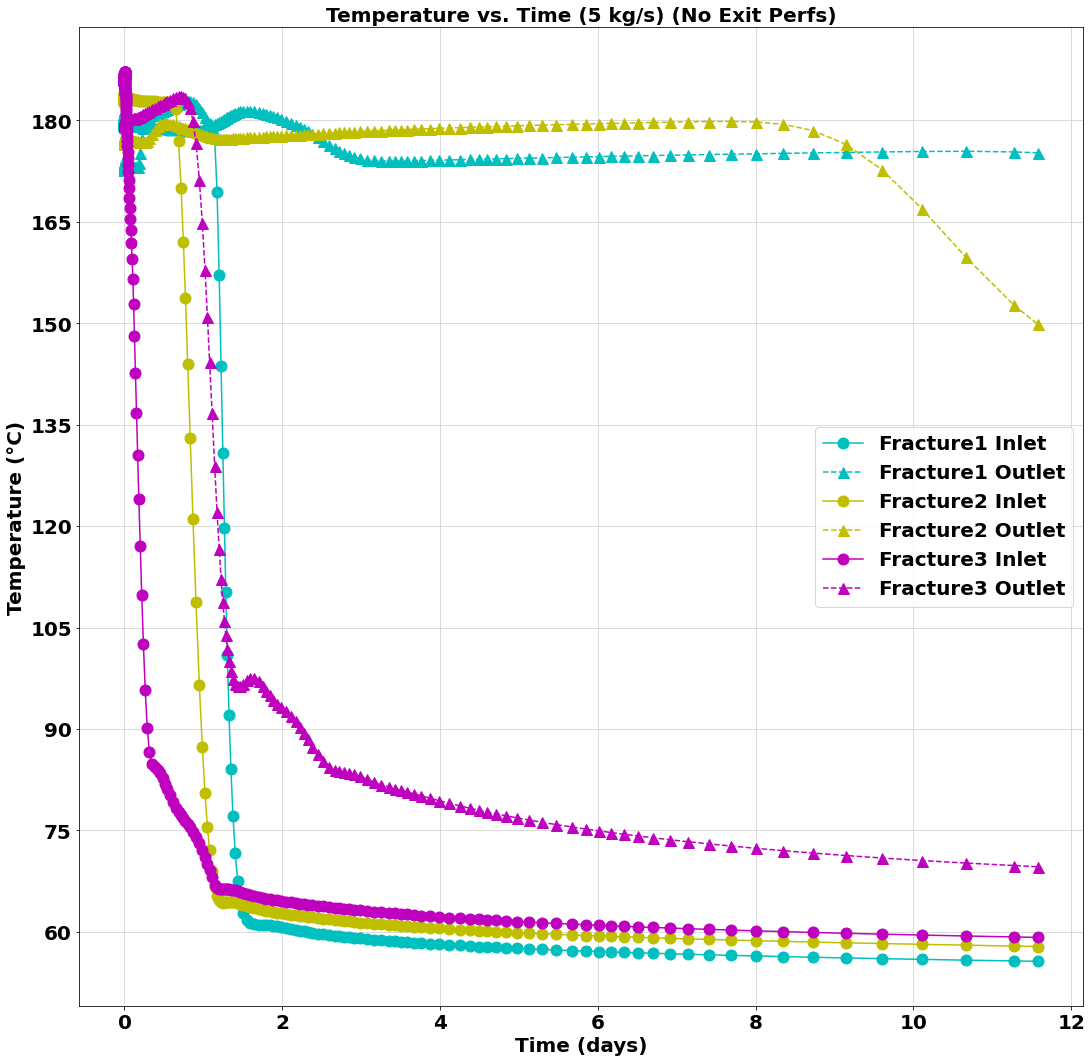 Temperature vs. Time (5 kg/s) (No Exit Perfs)
Temperature (°C)
180
165
150
135
120
105
90
75
60
Fracture1 Inlet
Fracture1 Outlet
Fracture2 Inlet
Fracture2 Outlet
Fracture3 Inlet
Fracture3 Outlet
0 2 4 6 8 10 12
Time (days)